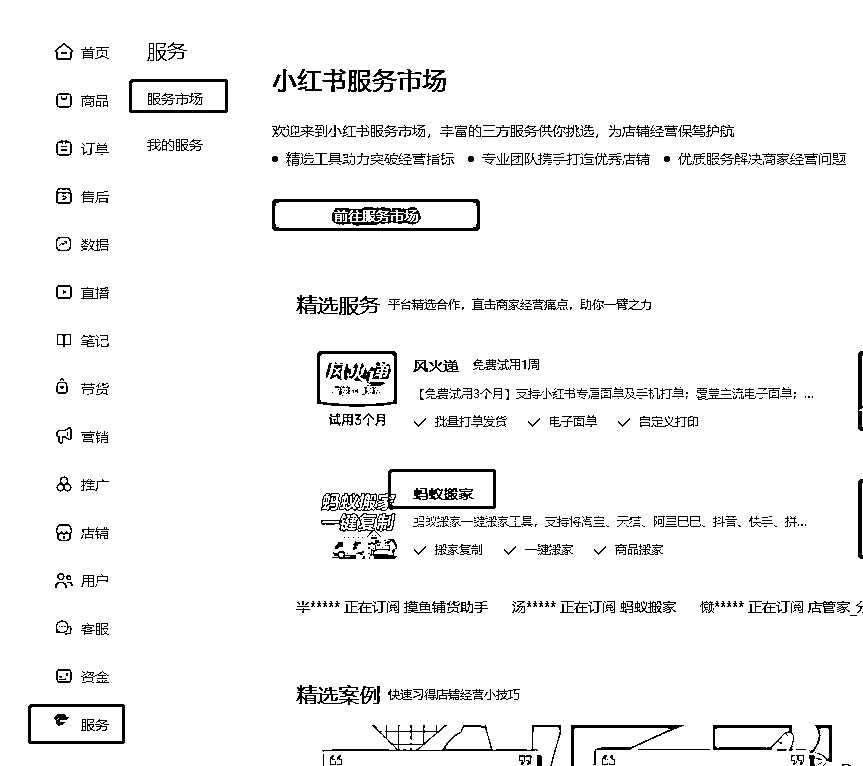 首页
商品
订单
售后
数据
直播
笔记
带货
营销
推广
店铺
用户
客服
资金
服务
服务
服务市场
我的服务
小红书服务市场
欢迎来到小红书服务市场，丰富的三方服务供你挑选，为店铺经营保驾护航
• 精选工具助力突破经营指标 • 专业团队携手打造优秀店铺 • 优质服务解决商家经营问题
前往服务市场
精选服务 平台精选合作，直击商家经营痛点，助你一臂之力
风火递
试用3个月
风火递 免费试用1周
【免费试用3个月】支持小红书专属面单及手机打单；覆盖主流电子面单；...
批量打单发货 电子面单 自定义打印
蚂蚁搬家
一键复制
蚂蚁搬家
蚂蚁搬家一键搬家工具，支持将淘宝、天猫、阿里巴巴、抖音、快手、拼...
搬家复制 一键搬家 商品搬家
半***** 正在订阅 摸鱼铺货助手 汤***** 正在订阅 蚂蚁搬家 懒***** 正在订阅 店管家_
精选案例 快速习得店铺经营小技巧